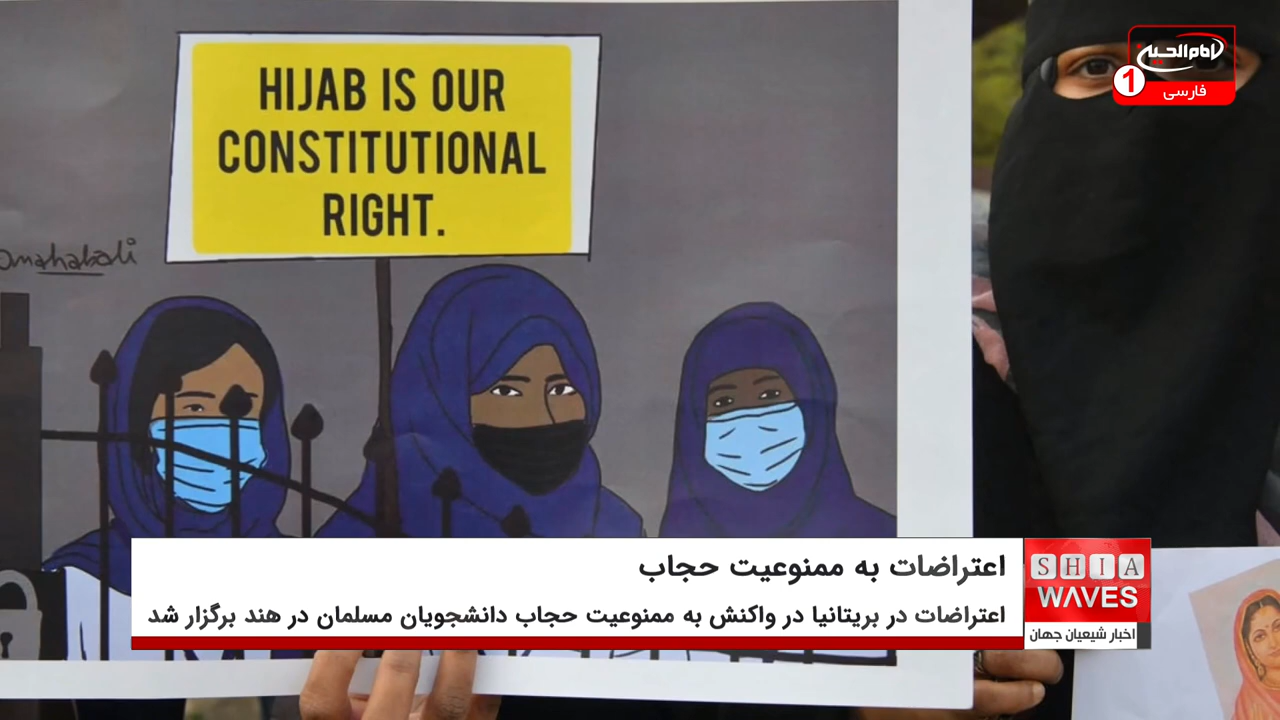 HIJAB IS OUR
CONSTITUTIONAL
RIGHT.
امام الحسین
1
فارسی
اعتراضات به ممنوعیت حجاب
اعتراضات در بریتانیا در واکنش به ممنوعیت حجاب دانشجویان مسلمان در هند برگزار شد
SHIA
WAVES
اخبار شیعیان جهان